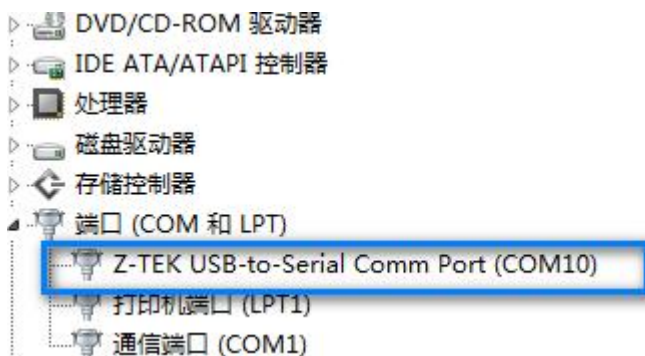 DVD/CD-ROM 驱动器
IDE ATA/ATAPI 控制器
处理器
磁盘驱动器
存储控制器
端口 (COM 和 LPT)
Z-TEK USB-to-Serial Comm Port (COM10)
打印机端口 (LPT1)
通信端口 (COM1)